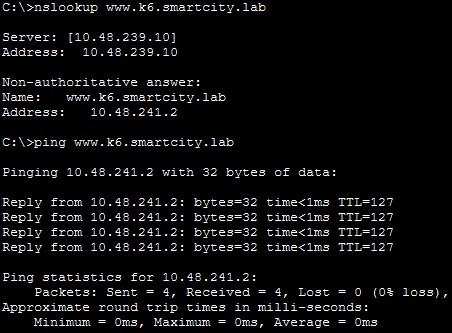 C:\>nslookup www.k6.smartcity.lab
Server: [10.48.239.10]
Address:  10.48.239.10
Non-authoritative answer:
Name:   www.k6.smartcity.lab
Address:   10.48.241.2
C:\>ping www.k6.smartcity.lab
Pinging 10.48.241.2 with 32 bytes of data:
Reply from 10.48.241.2: bytes=32 time<1ms TTL=127
Reply from 10.48.241.2: bytes=32 time<1ms TTL=127
Reply from 10.48.241.2: bytes=32 time<1ms TTL=127
Reply from 10.48.241.2: bytes=32 time<1ms TTL=127
Ping statistics for 10.48.241.2:
    Packets: Sent = 4, Received = 4, Lost = 0 (0% loss),
Approximate round trip times in milli-seconds:
    Minimum = 0ms, Maximum = 0ms, Average = 0ms